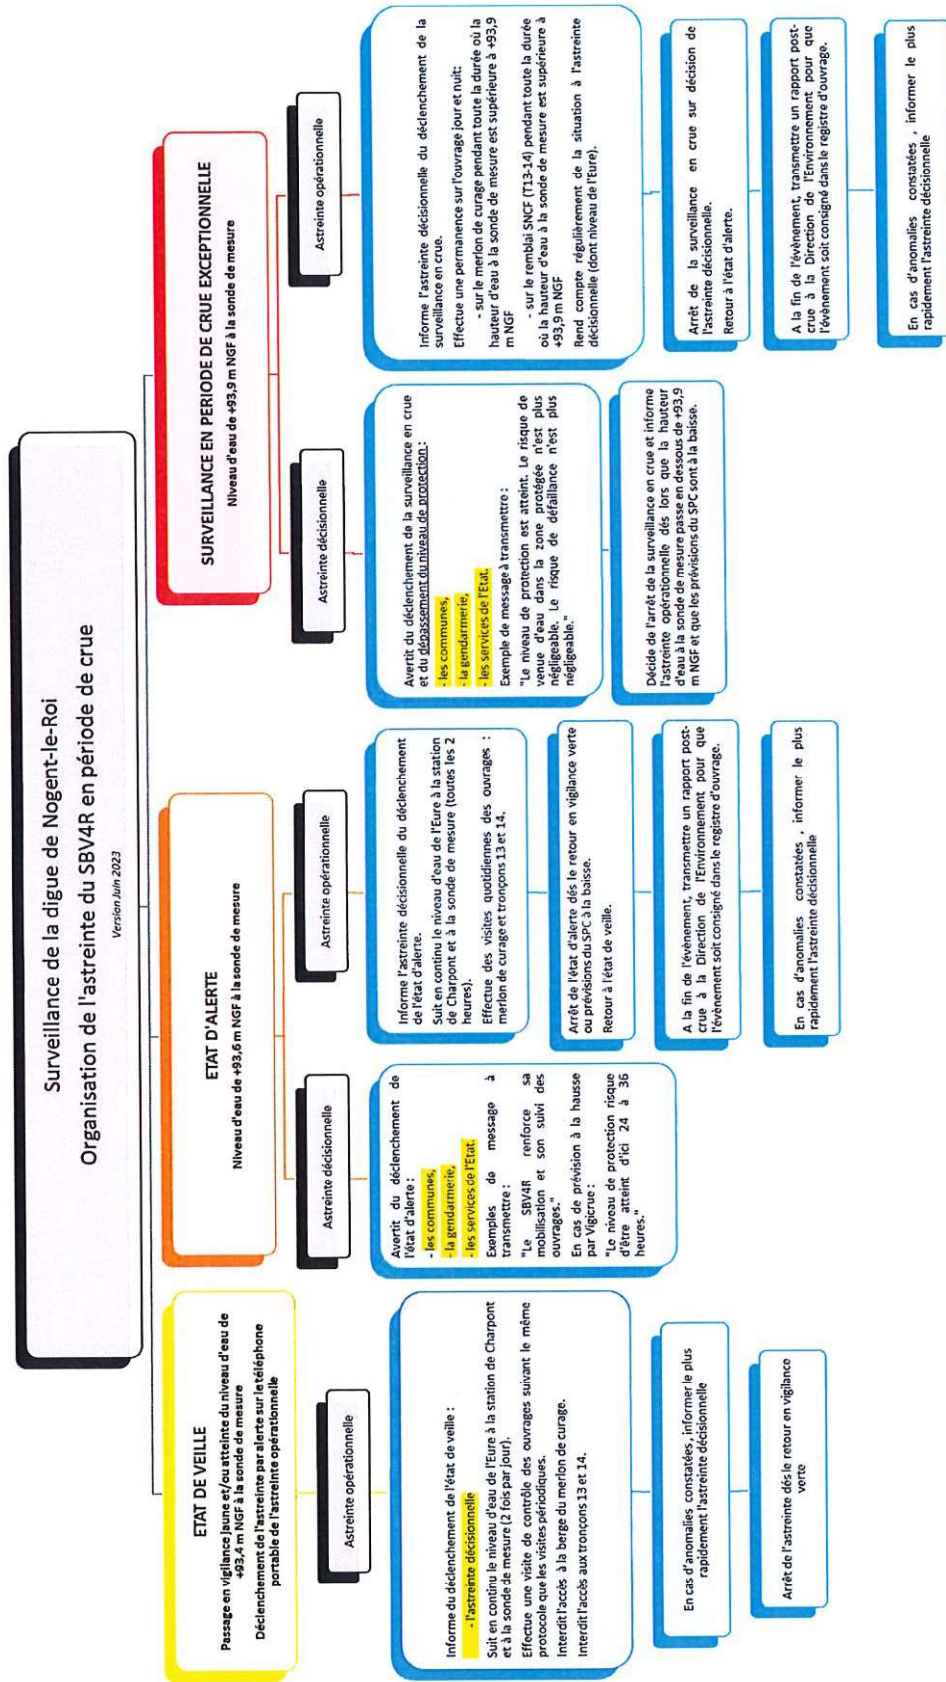 Surveillance de la digue de Nogent-le-Roi
Organisation de l'astreinte du SBV4R en période de crue
Version Juin 2023
ETAT DE VEILLE
Passage en vigilance jaune et/ou atteinte du niveau d'eau de
+93,4 m NGF à la sonde de mesure
Déclenchement de l'astreinte par alerte sur le téléphone
portable de l'astreinte opérationnelle
Astreinte opérationnelle
Informe du déclenchement de l'état de veille :
- l'astreinte décisionnelle
Suit en continu le niveau d'eau de l'Eure à la station de Charpont
et à la sonde de mesure (2 fois par jour).
Effectue une visite de contrôle des ouvrages suivant le même
protocole que les visites périodiques.
Interdit l'accès à la berge du merlon de curage.
Interdit l'accès aux tronçons 13 et 14.
En cas d'anomalies constatées, informer le plus
rapidement l'astreinte décisionnelle
Arrêt de l'astreinte dés le retour en vigilance
verte
ETAT D'ALERTE
Niveau d'eau de +93,6 m NGF à la sonde de mesure
Astreinte décisionnelle
Avertit du déclenchement de
l'état d'alerte :
- les communes,
- la gendarmerie,
- les services de l'Etat.
Exemples de message à
transmettre :
"Le SBV4R renforce sa
mobilisation et son suivi des
ouvrages."
En cas de prévision à la hausse
par Vigicrue :
"Le niveau de protection risque
d'être atteint d'ici 24 à 36
heures."
Astreinte opérationnelle
Informe l'astreinte décisionnelle du déclenchement
de l'état d'alerte.
Suit en continu le niveau d'eau de l'Eure à la station
de Charpont et à la sonde de mesure (toutes les 2
heures).
Effectue des visites quotidiennes des ouvrages :
merlon de curage et tronçons 13 et 14.
Arrêt de l'état d'alerte dés le retour en vigilance verte
ou prévisions du SPC à la baisse.
Retour à l'état de veille.
A la fin de l'évènement, transmettre un rapport post-
crue à la Direction de l'Environnement pour que
l'évènement soit consigné dans le registre d'ouvrage.
En cas d'anomalies constatées , informer le plus
rapidement l'astreinte décisionnelle
SURVEILLANCE EN PERIODE DE CRUE EXCEPTIONNELLE
Niveau d'eau de +93,9 m NGF à la sonde de mesure
Astreinte décisionnelle
Avertit du déclenchement de la surveillance en crue
et du dépassement du niveau de protection :
- les communes,
- la gendarmerie,
- les services de l'Etat.
Exemple de message à transmettre :
"Le niveau de protection est atteint. Le risque de
venue d'eau dans la zone protégée n'est plus
négligeable. Le risque de défaillance n'est plus
négligeable."
Décide de l'arrêt de la surveillance en crue et informe
l'astreinte opérationnelle dés lors que la hauteur
d'eau à la sonde de mesure passe en dessous de +93,9
m NGF et que les prévisions du SPC sont à la baisse.
Astreinte opérationnelle
Informe l'astreinte décisionnelle du déclenchement de la
surveillance en crue.
Effectue une permanence sur l'ouvrage jour et nuit:
- sur le merlon de curage pendant toute la durée où la
hauteur d'eau à la sonde de mesure est supérieure à +93,9
m NGF
- sur le remblai SNCF (T13-14) pendant toute la durée
où la hauteur d'eau à la sonde de mesure est supérieure à
+93,9 m NGF
Rend compte régulièrement de la situation à l'astreinte
décisionnelle (dont niveau de l'Eure).
Arrêt de la surveillance en crue sur décision de
l'astreinte décisionnelle.
Retour à l'état d'alerte.
A la fin de l'évènement, transmettre un rapport post-
crue à la Direction de l'Environnement pour que
l'évènement soit consigné dans le registre d'ouvrage.
En cas d'anomalies constatées , informer le plus
rapidement l'astreinte décisionnelle